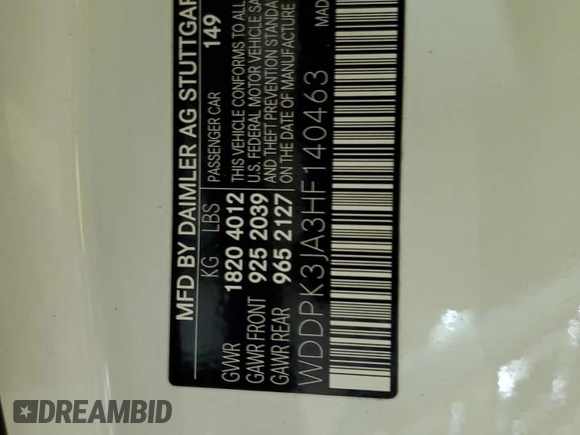 MFD BY DAIMLER AG STUTTGAR
KG LBS PASSENGER CAR 149
GVWR 1820 4012 THIS VEHICLE CONFORMS TO ALL
GAWR FRONT 925 2039 U.S. FEDERAL MOTOR VEHICLE SA
GAWR REAR 965 2127 AND THEFT PREVENTION STANDA
ON THE DATE OF MANUFACTURE
WDDPK3JA3HF140463 MAD
DREAMBID